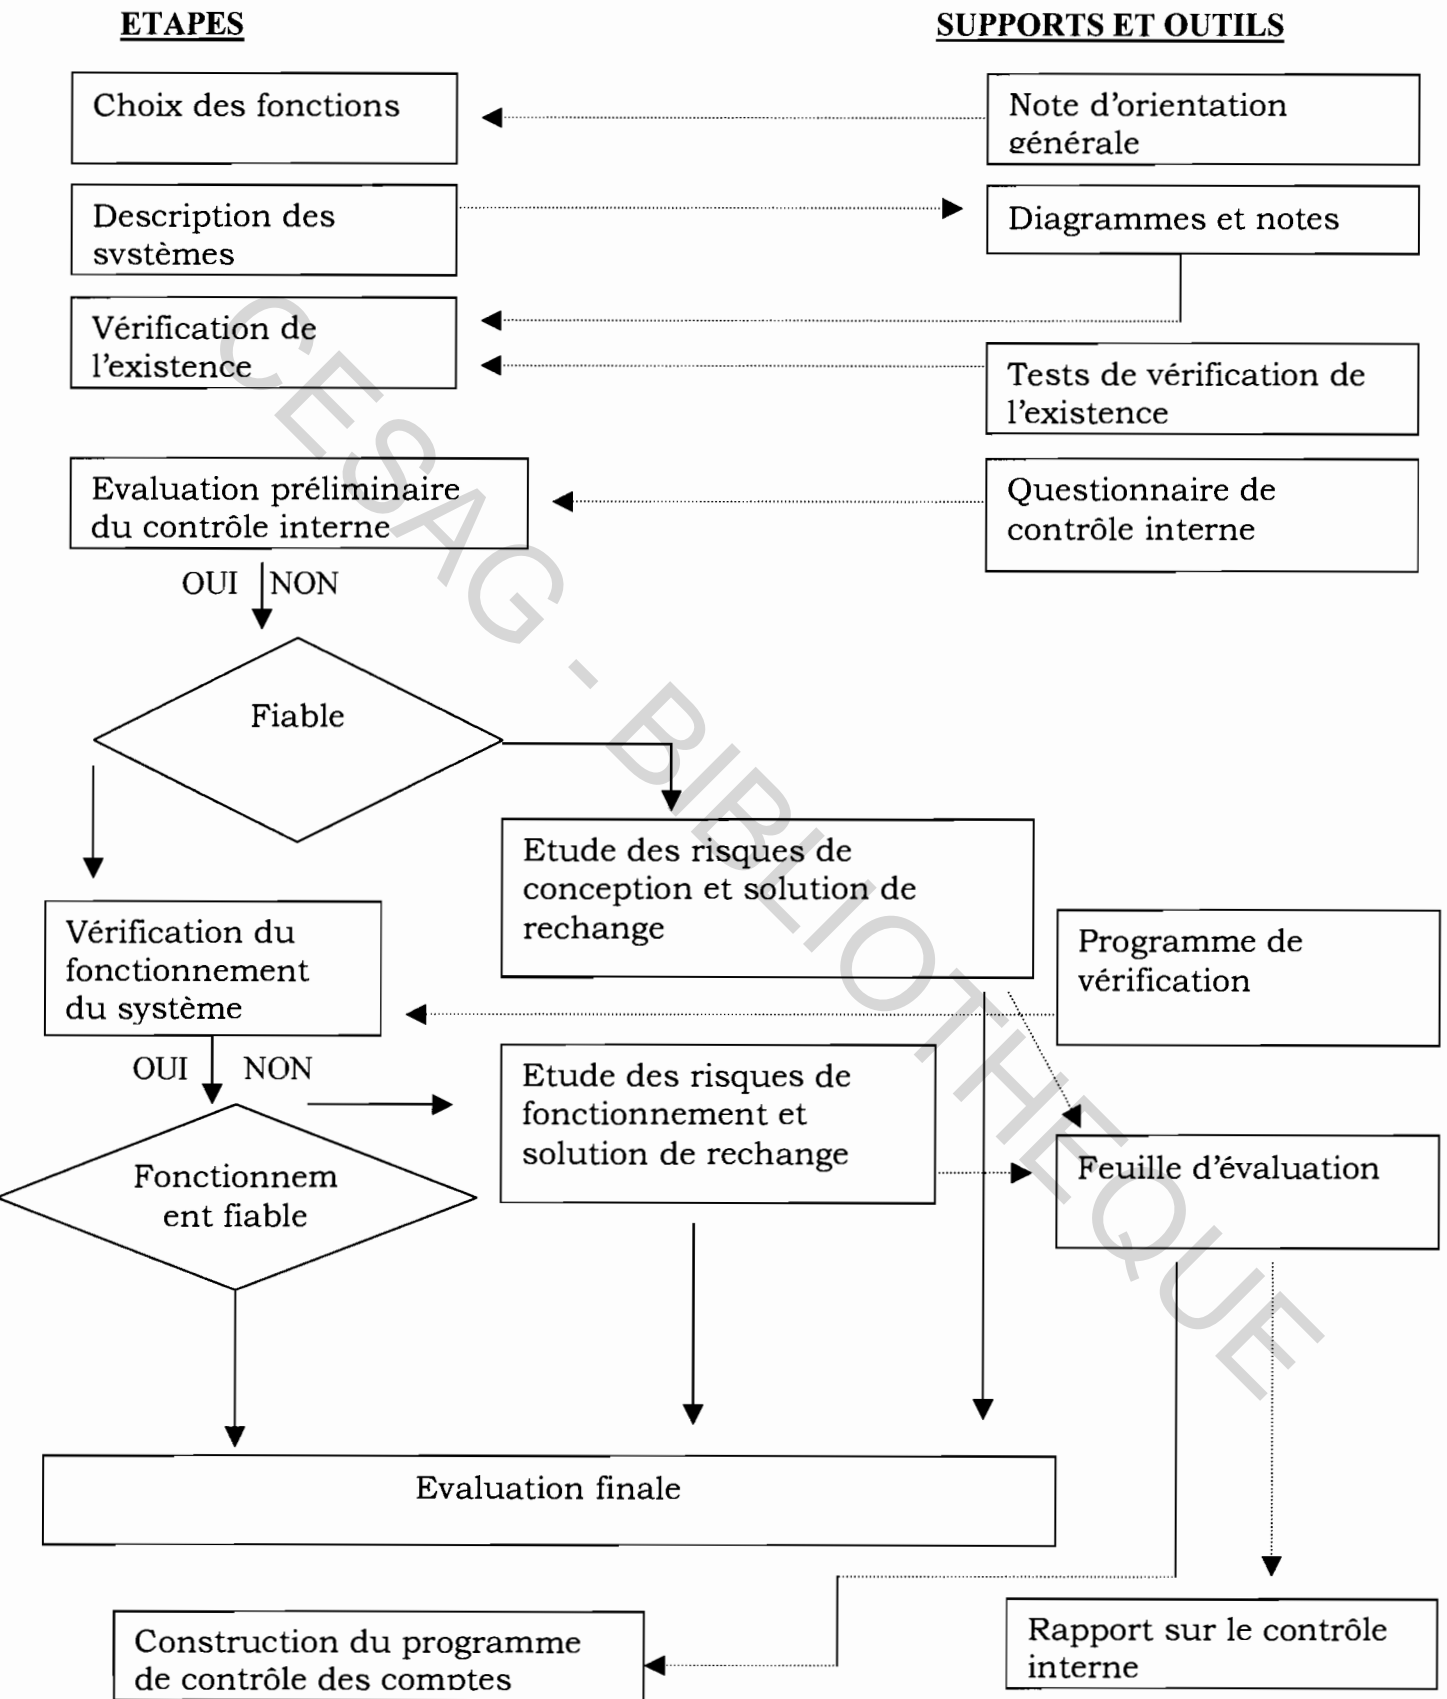 ETAPES
SUPPORTS ET OUTILS
Choix des fonctions
Note d'orientation
générale
Description des
systèmes
Diagrammes et notes
Vérification de
l'existence
Tests de vérification de
l'existence
Evaluation préliminaire
du contrôle interne
Questionnaire de
contrôle interne
OUI NON
Fiable
Etude des risques de
conception et solution de
rechange
Vérification du
fonctionnement
du système
Programme de
vérification
OUI NON
Etude des risques de
fonctionnement et
solution de rechange
Fonctionnem
ent fiable
Feuille d'évaluation
Evaluation finale
Construction du programme
de contrôle des comptes
Rapport sur le contrôle
interne
CESAG - BIBLIOTHEQUE